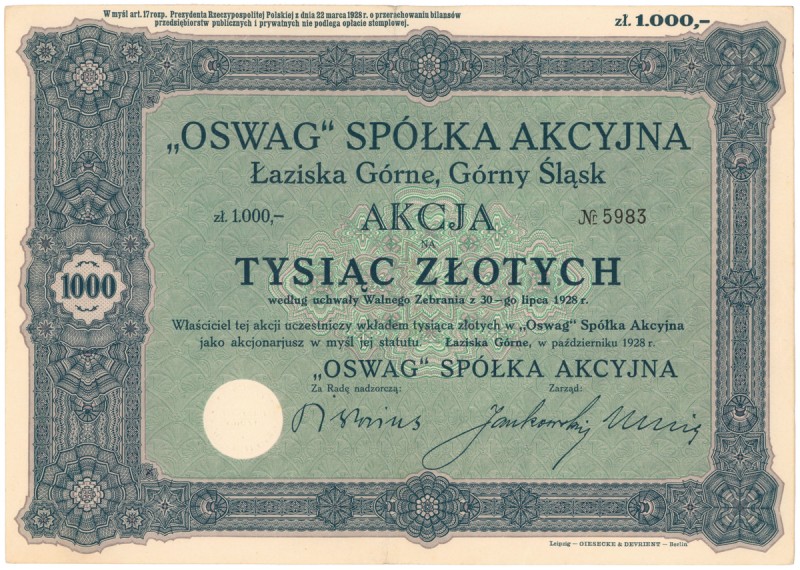 W myśl art. 17 rozp. Prezydenta Rzeczypospolitej Polskiej z dnia 22 marca 1928 r. o przerachowaniu bilansów
przedsiębiorstw publicznych i prywatnych nie podlega opłacie stemplowej.
zł. 1.000,–
„OSWAG“ SPÓŁKA AKCYJNA
Łaziska Górne, Górny Śląsk
zł. 1.000,–
AKCJA
№ 5983
NA
TYSIĄC ZŁOTYCH
1000
według uchwały Walnego Zebrania z 30-go lipca 1928 r.
Właściciel tej akcji uczestniczy wkładem tysiąca złotych w „Oswag“ Spółka Akcyjna
jako akcjonarjusz w myśl jej statutu. Łaziska Górne, w październiku 1928 r.
„OSWAG“ SPÓŁKA AKCYJNA
Za Radę nadzorczą:
Zarząd:
Jankowski
Leipzig – GIESECKE & DEVRIENT – Berlin